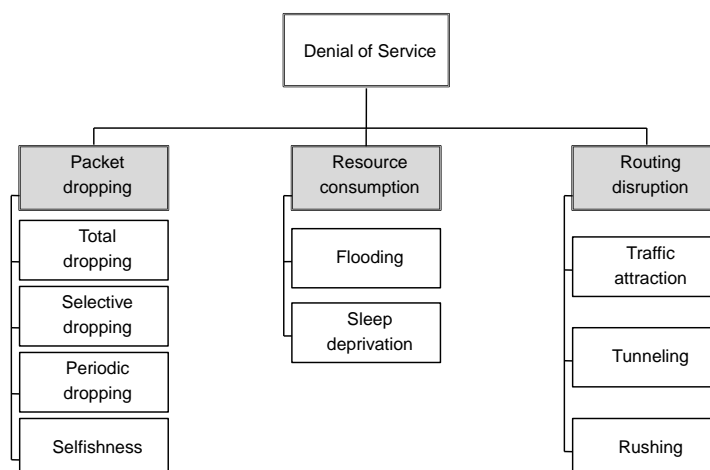 Denial of Service
Packet
dropping
Resource
consumption
Routing
disruption
Total
dropping
Selective
dropping
Periodic
dropping
Selfishness
Flooding
Sleep
deprivation
Traffic
attraction
Tunneling
Rushing